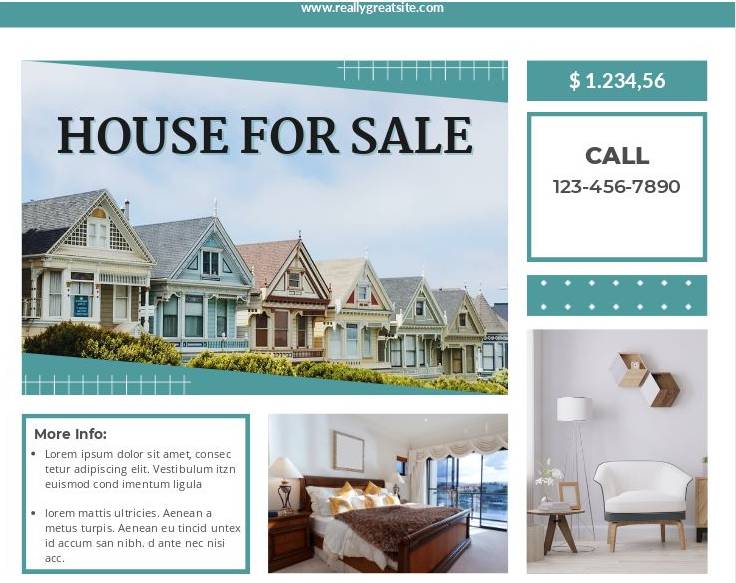 www.reallygreatsite.com
HOUSE FOR SALE
$ 1.234,56
CALL
123-456-7890
More Info:
• Lorem ipsum dolor sit amet, consec
tetur adipiscing elit. Vestibulum itzn
euismod cond imentum ligula
• lorem mattis ultricies. Aenean a
metus turpis. Aenean eu tincid untex
id accum san nibh. d ante nec nisi
acc.